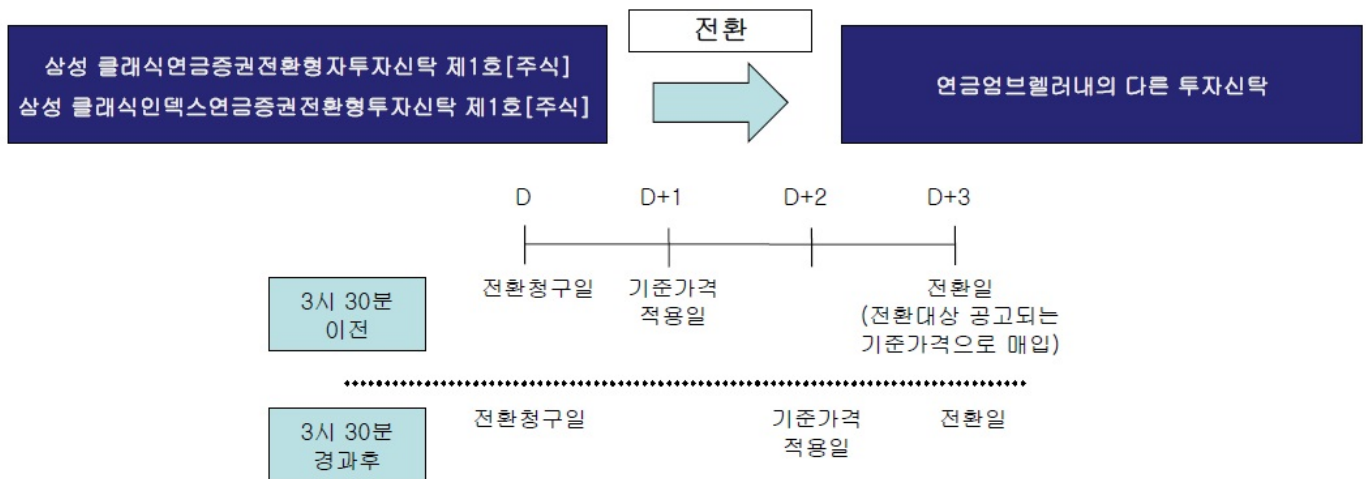 전환
삼성 클래식연금증권전환형자투자신탁 제1호[주식]
삼성 클래식인덱스연금증권전환형투자신탁 제1호[주식]
연금엄브렐러내의 다른 투자신탁
D D+1 D+2 D+3
3시 30분
이전
전환청구일 기준가격
적용일
전환일
(전환대상 공고되는
기준가격으로 매입)
3시 30분
경과후
전환청구일 기준가격
적용일
전환일